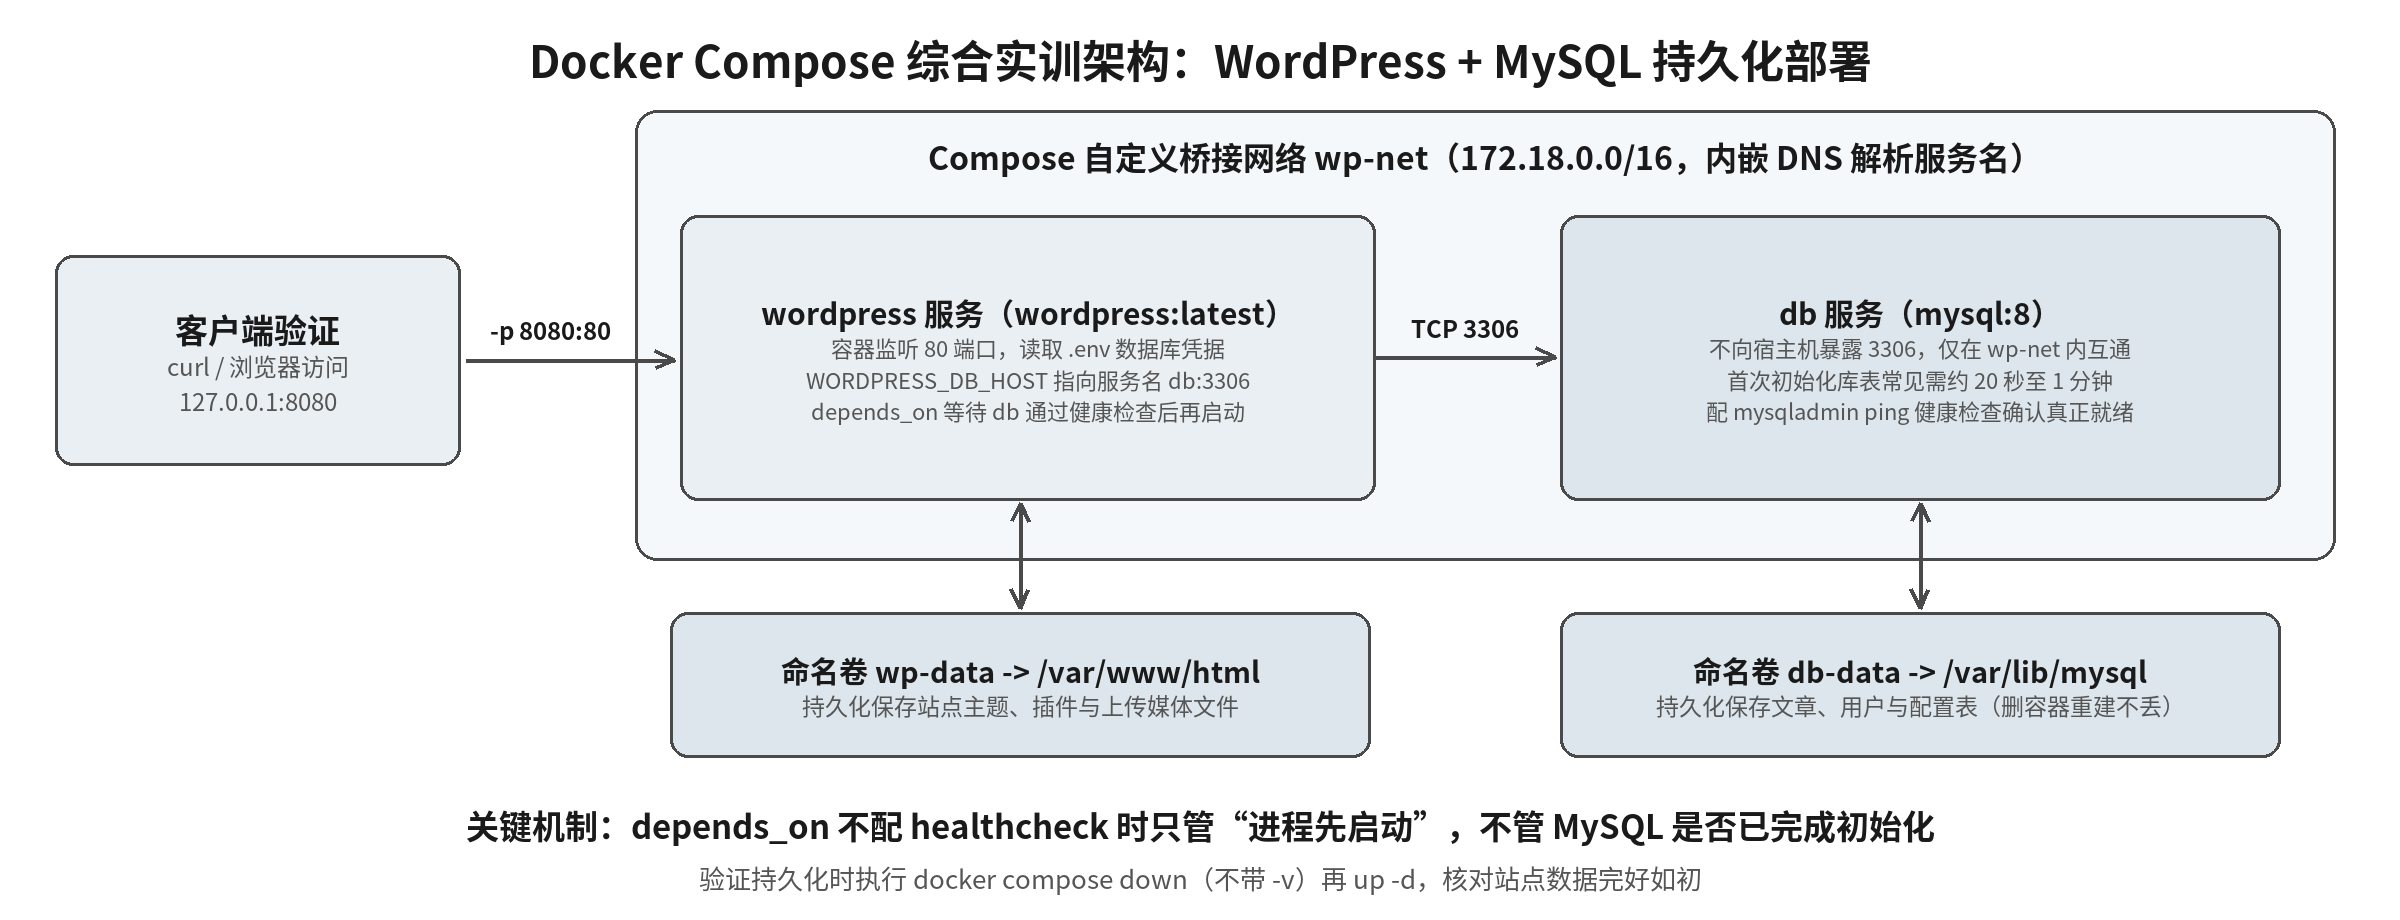 Docker Compose 综合实训架构：WordPress + MySQL 持久化部署
Compose 自定义桥接网络 wp-net（172.18.0.0/16，内嵌 DNS 解析服务名）
客户端验证
curl / 浏览器访问
127.0.0.1:8080
-p 8080:80
wordpress 服务（wordpress:latest）
容器监听 80 端口，读取 .env 数据库凭据
WORDPRESS_DB_HOST 指向服务名 db:3306
depends_on 等待 db 通过健康检查后再启动
TCP 3306
db 服务（mysql:8）
不向宿主机暴露 3306，仅在 wp-net 内互通
首次初始化库表常见需约 20 秒至 1 分钟
配 mysqladmin ping 健康检查确认真正就绪
命名卷 wp-data -> /var/www/html
持久化保存站点主题、插件与上传媒体文件
命名卷 db-data -> /var/lib/mysql
持久化保存文章、用户与配置表（删容器重建不丢）
关键机制：depends_on 不配 healthcheck 时只管“进程先启动”，不管 MySQL 是否已完成初始化
验证持久化时执行 docker compose down（不带 -v）再 up -d，核对站点数据完好如初